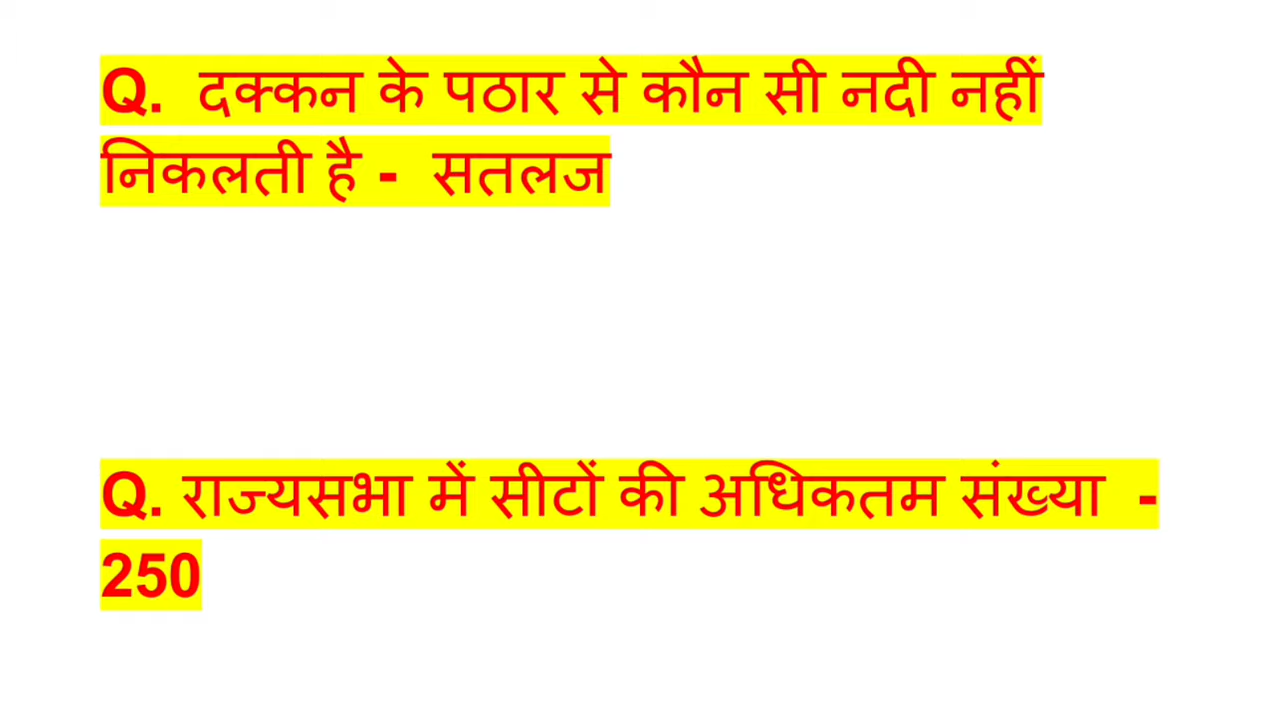 Q. दक्कन के पठार से कौन सी नदी नहीं
निकलती है - सतलज
Q. राज्यसभा में सीटों की अधिकतम संख्या -
250